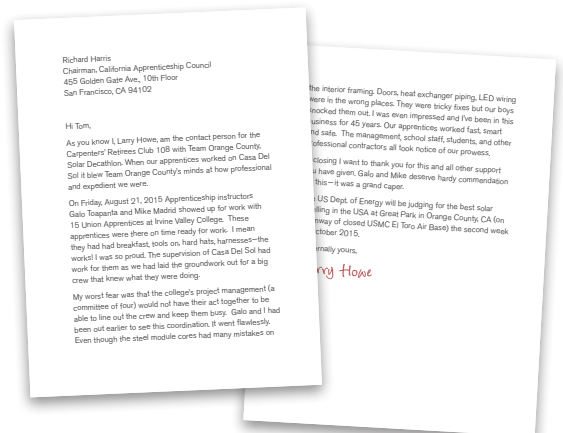 Richard Harris
Chairman, California Apprenticeship Council
455 Golden Gate Ave., 10th Floor
San Francisco, CA 94102
Hi Tom,
As you know I, Larry Howe, am the contact person for the
Carpenters' Retirees Club 108 with Team Orange County,
Solar Decathlon. When our apprentices worked on Casa Del
Sol it blew Team Orange County's minds at how professional
and expedient we were.
On Friday, August 21, 2015 Apprenticeship instructors
Galo Toapanta and Mike Madrid showed up for work with
15 Union Apprentices at Irvine Valley College. These
apprentices were there on time ready for work. I mean
they had had breakfast, tools on, hard hats, harnesses—the
works! I was so proud. The supervision of Casa Del Sol had
work for them as we had laid the groundwork out for a big
crew that knew what they were doing.
My worst fear was that the college's project management (a
committee of four) would not have their act together to be
able to line out the crew and keep them busy. Galo and I had
been out earlier to see this coordination. It went flawlessly.
Even though the steel module cores had many mistakes on
the interior framing. Doors, heat exchanger piping, LED wiring
were in the wrong places. They were tricky fixes but our boys
knocked them out. I was even impressed and I've been in this
usiness for 45 years. Our apprentices worked fast, smart
nd safe. The management, school staff, students, and other
ofessional contractors all took notice of our prowess.
closing I want to thank you for this and all other support
u have given. Galo and Mike deserve hardy commendation
this—it was a grand caper.
US Dept. of Energy will be judging for the best solar
lling in the USA at Great Park in Orange County, CA (on
nway of closed USMC El Toro Air Base) the second week
ctober 2015.
ernally yours,
rry Howe